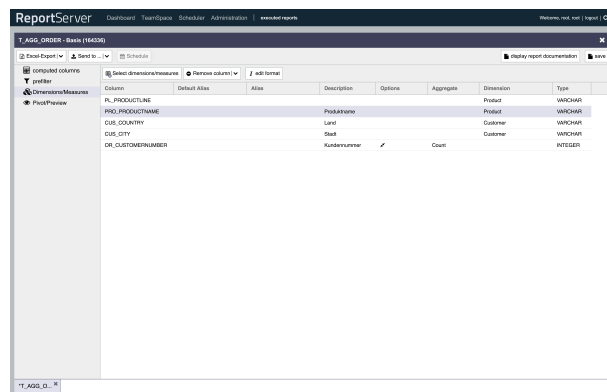 ReportServer Dashboard TeamSpace Scheduler Administration | executed reports Welcome, root, root | logout |
T_AGG_ORDER - Basis (164336)
Excel-Export Send to ... Schedule display report documentation save
computed columns
prefilter
Dimensions/Measures
Pivot/Preview
Select dimensions/measures Remove column edit format
Column Default Alias Alias Description Options Aggregate Dimension Type
PL_PRODUCTLINE Product VARCHAR
PRO_PRODUCTNAME Produktname Product VARCHAR
CUS_COUNTRY Land Customer VARCHAR
CUS_CITY Stadt Customer VARCHAR
OR_CUSTOMERNUMBER Kundennummer Count INTEGER
*T_AGG_O...